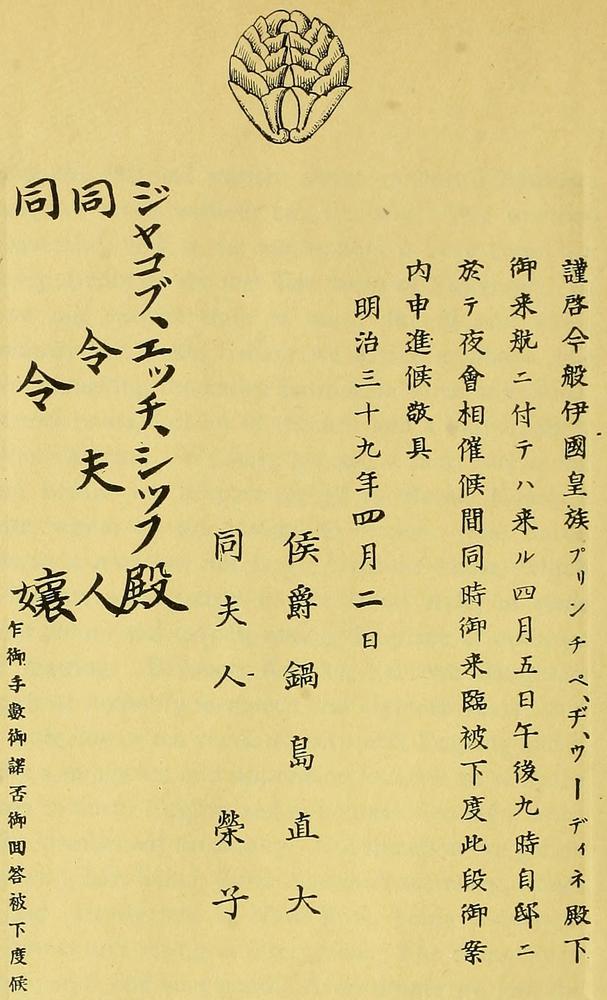 謹啓今般伊國皇族プリンチペ、ヂ、ウーディネ殿下
御来航ニ付テハ来ル四月五日午後九時自邸ニ
於テ夜會相催候間同時御来臨被下度此段御案
内申進候敬具
明治三十九年四月二日
侯爵鍋島直大
同夫人榮子
ジャコブ、エッチ、シッフ殿
同令夫人
同令孃
乍御手數御諾否御回答被下度候